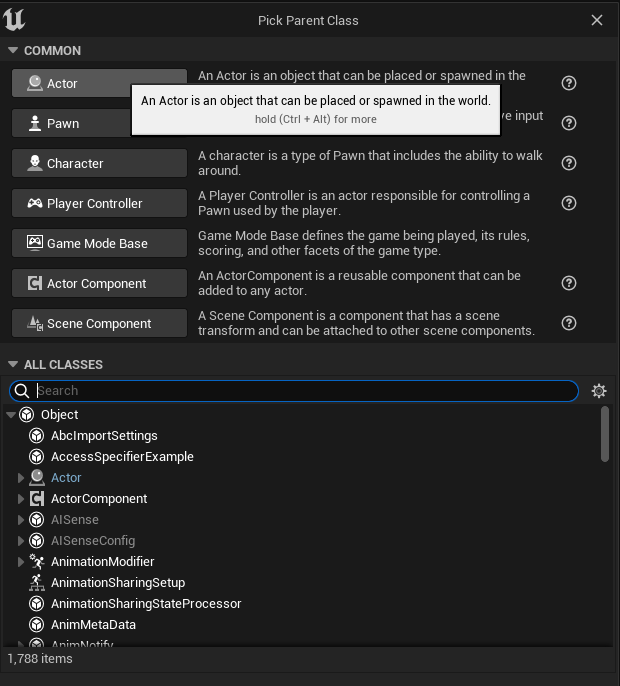 Pick Parent Class
COMMON
Actor
An Actor is an object that can be placed or spawned in the
An Actor is an object that can be placed or spawned in the world.
hold (Ctrl + Alt) for more
Pawn
input
Character
A character is a type of Pawn that includes the ability to walk
around.
Player Controller
A Player Controller is an actor responsible for controlling a
Pawn used by the player.
Game Mode Base
Game Mode Base defines the game being played, its rules,
scoring, and other facets of the game type.
Actor Component
An ActorComponent is a reusable component that can be
added to any actor.
Scene Component
A Scene Component is a component that has a scene
transform and can be attached to other scene components.
ALL CLASSES
Search
Object
AbcImportSettings
AccessSpecifierExample
Actor
ActorComponent
AISense
AISenseConfig
AnimationModifier
AnimationSharingSetup
AnimationSharingStateProcessor
AnimMetaData
AnimNotify
1,788 items